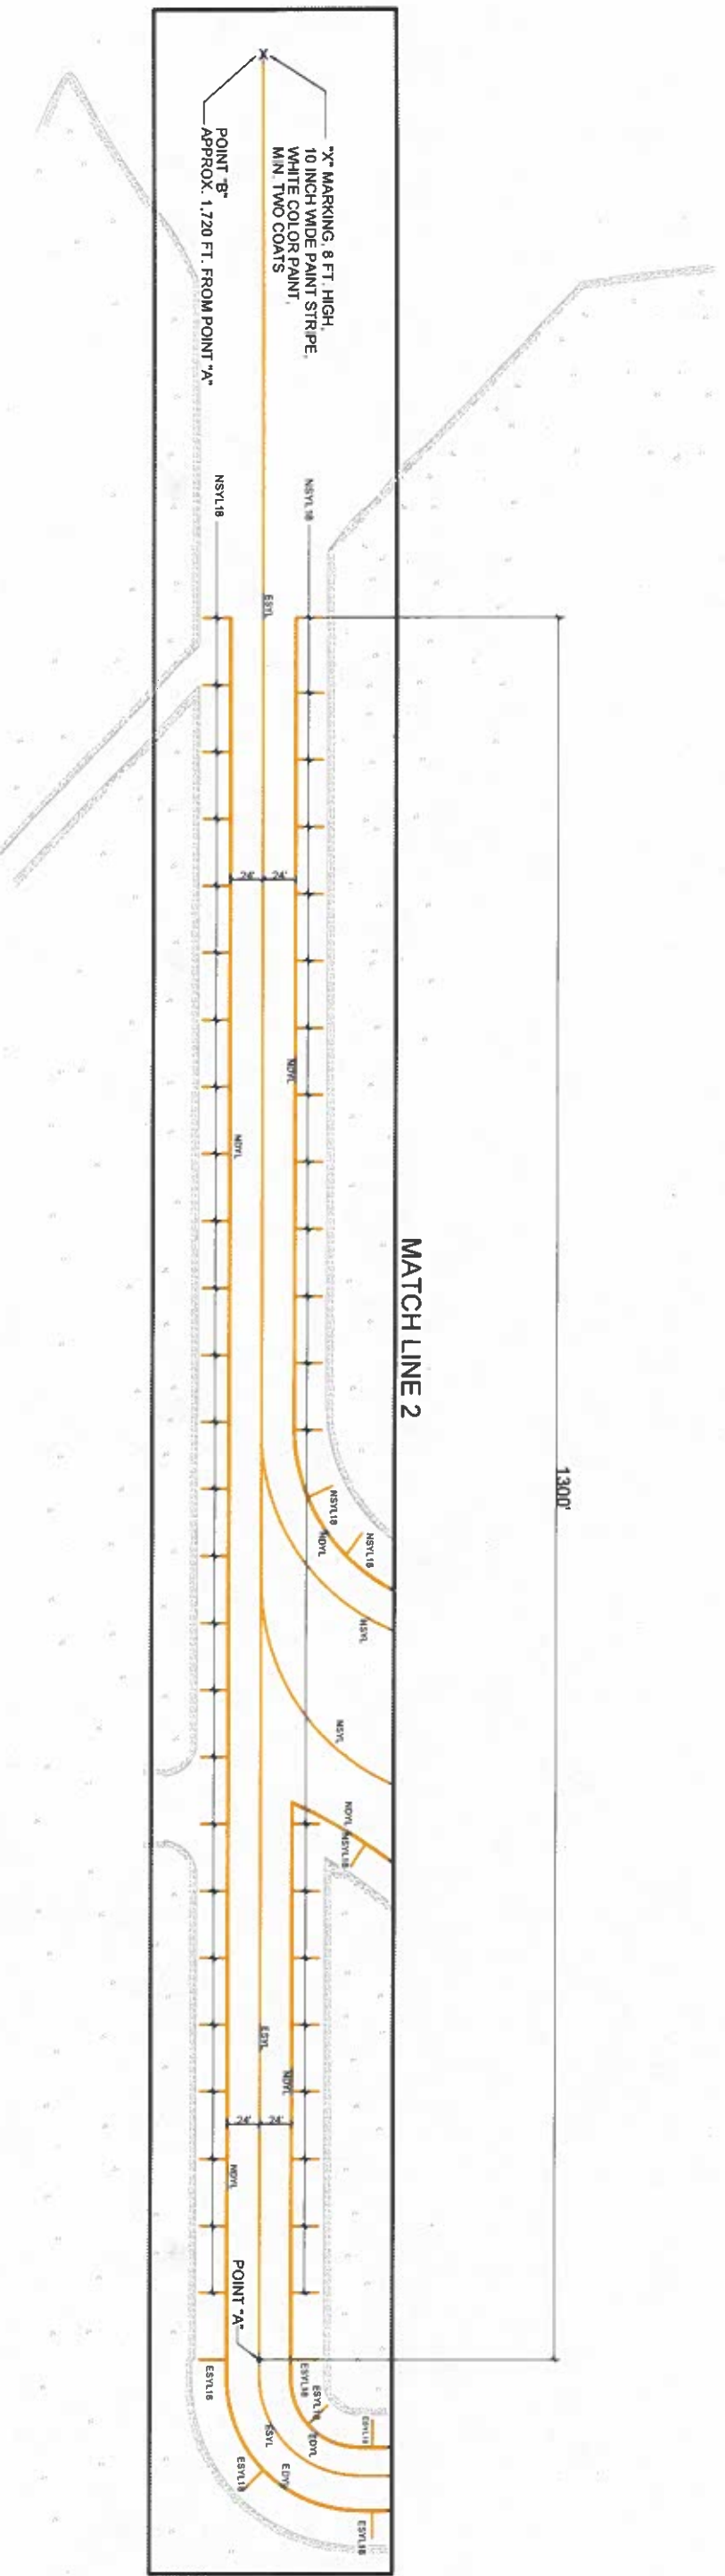 "X" MARKING, 8 FT. HIGH,
10 INCH WIDE PAINT STRIPE,
WHITE COLOR PAINT,
MIN. TWO COATS
X
POINT "B"
APPROX. 1,720 FT. FROM POINT "A"
NSYL18
NSYL18
ESYL
24'
24'
NDYL
NDYL
MATCH LINE 2
1300'
NSYL18
NDYL
NSYL18
NSYL
NSYL
NDYL
NSYL18
ESYL
NDYL
24'
24'
NDYL
POINT "A"
ESYL18
ESYL18
ESYL18
ESYL18
EDYL
ESYL
EDYL
ESYL18
ESYL18